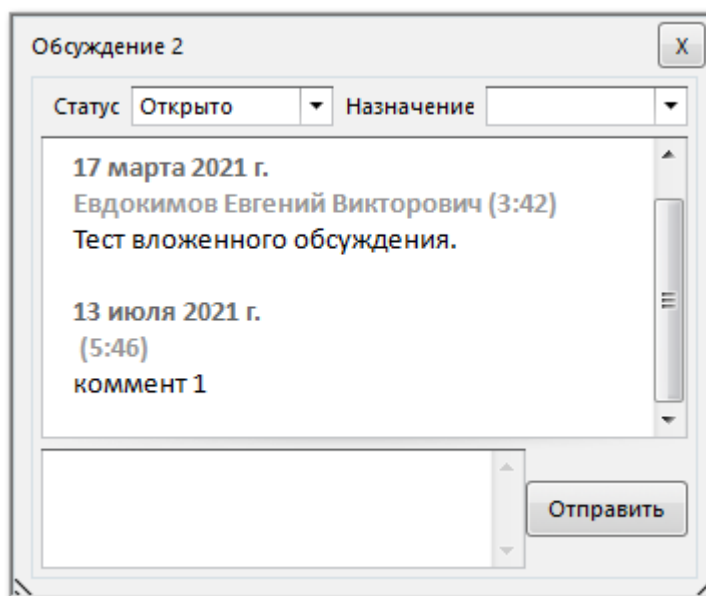 Обсуждение 2 X
Статус Открыто Назначение
17 марта 2021 г.
Евдокимов Евгений Викторович (3:42)
Тест вложенного обсуждения.
13 июля 2021 г.
(5:46)
коммент 1
Отправить